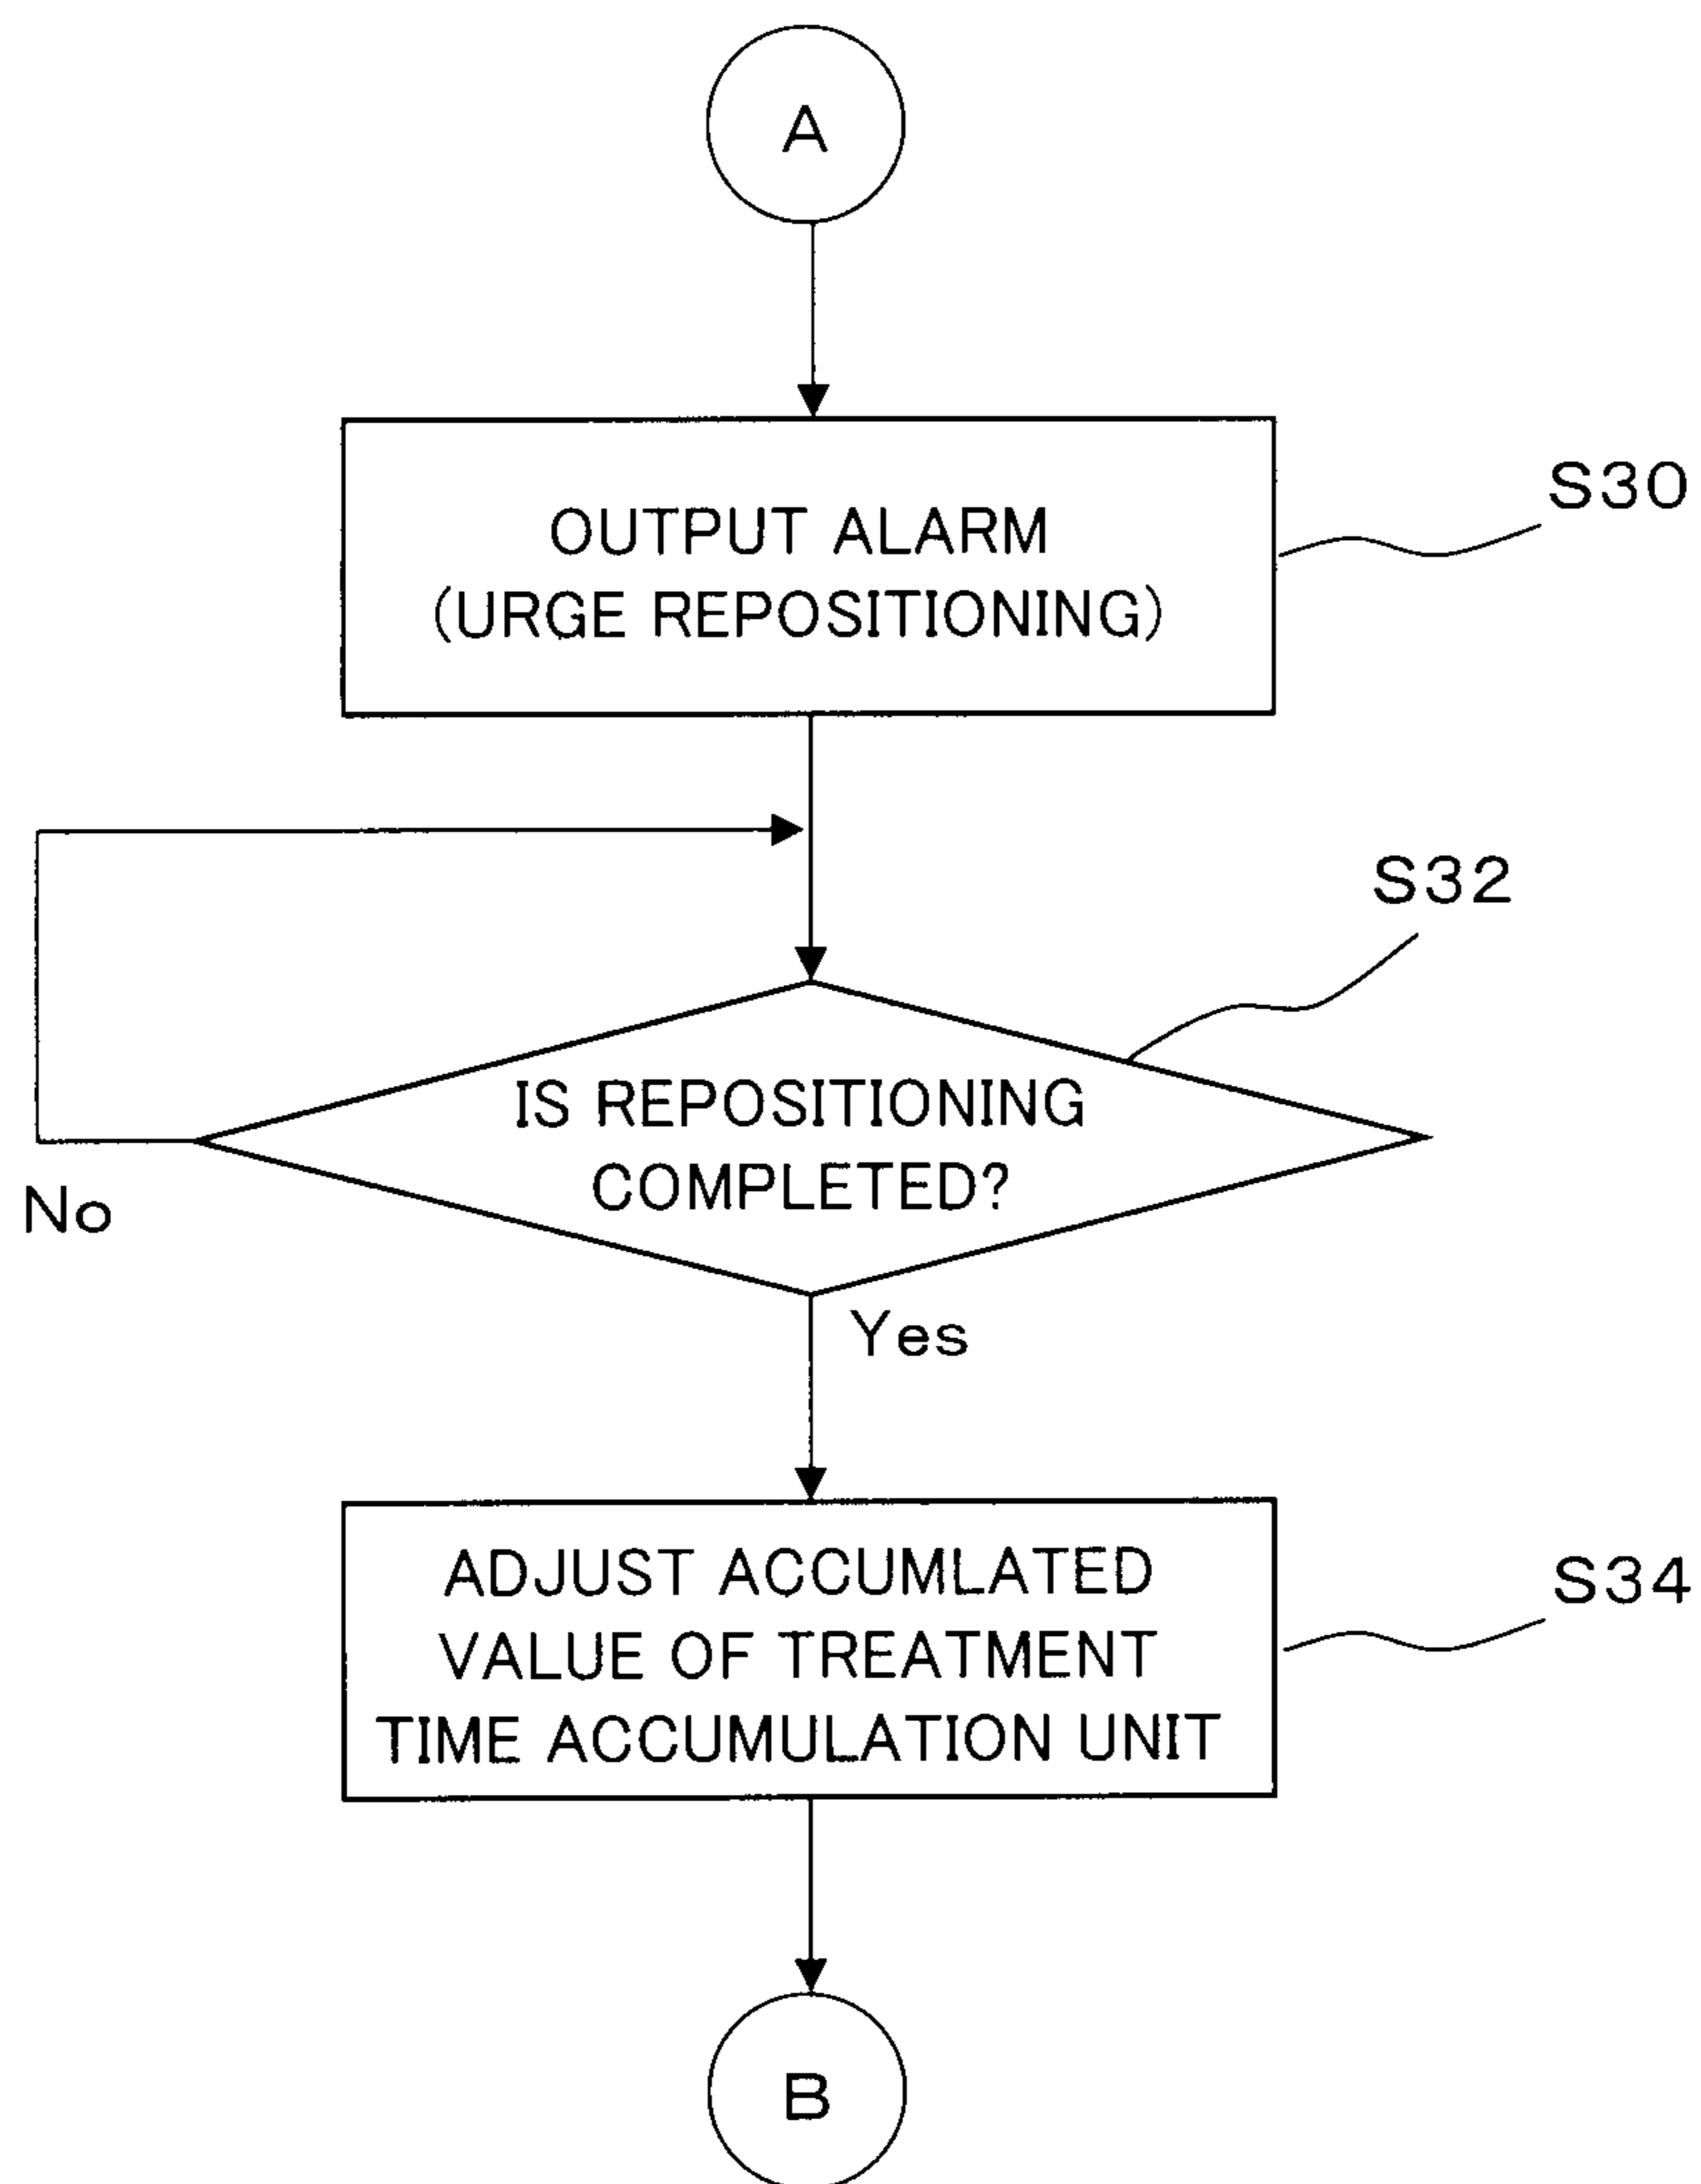 A
OUTPUT ALARM
(URGE REPOSITIONING)
S30
S32
IS REPOSITIONING
COMPLETED?
No
Yes
ADJUST ACCUMLATED
VALUE OF TREATMENT
TIME ACCUMULATION UNIT
S34
B